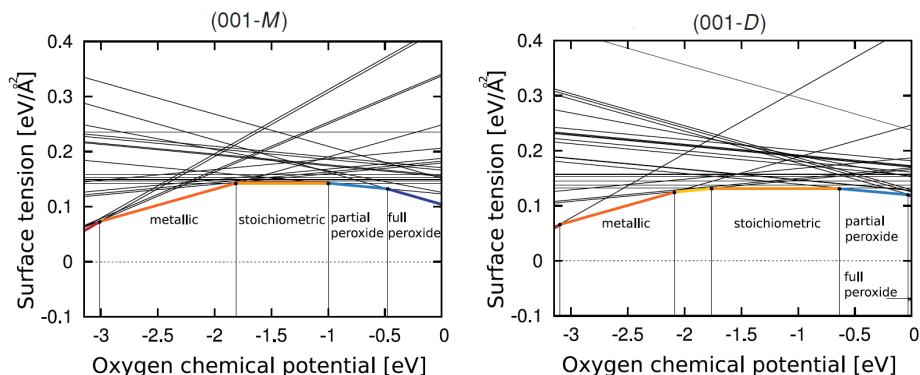 (001-M)
Surface tension [eV/Å²]
0.4
0.3
0.2
0.1
0
-0.1
metallic
stoichiometric
partial
peroxide
full
peroxide
-3
-2.5
-2
-1.5
-1
-0.5
0
Oxygen chemical potential [eV]
(001-D)
Surface tension [eV/Å²]
0.4
0.3
0.2
0.1
0
-0.1
metallic
stoichiometric
partial
peroxide
full
peroxide
-3
-2.5
-2
-1.5
-1
-0.5
0
Oxygen chemical potential [eV]